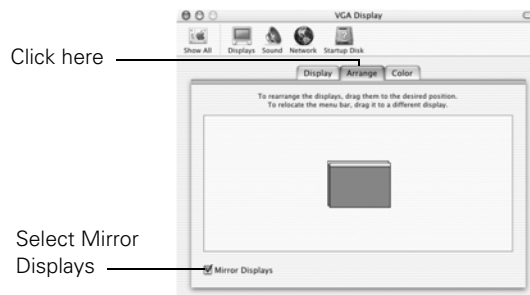 VGA Display
Show All Displays Sound Network Startup Disk
Click here
Display Arrange Color
To rearrange the displays, drag them to the desired position.
To relocate the menu bar, drag it to a different display.
Select Mirror
Displays
Mirror Displays